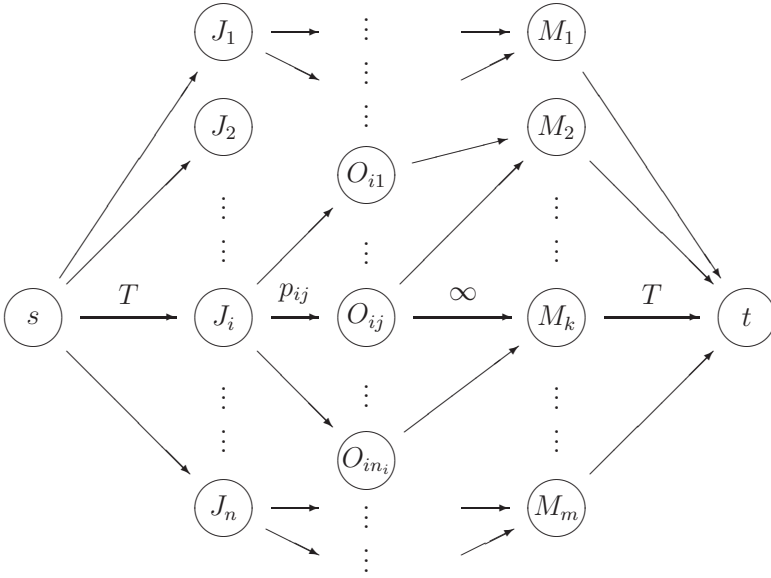 J_1 ⋮ M_1
⋮
J_2 ⋮ M_2
O_{i1}
⋮ ⋮
⋮ ⋮ ⋮
T p_{ij} ∞ T
s J_i O_{ij} M_k t
⋮ ⋮ ⋮
⋮ ⋮
O_{in_i}
J_n ⋮ M_m
⋮